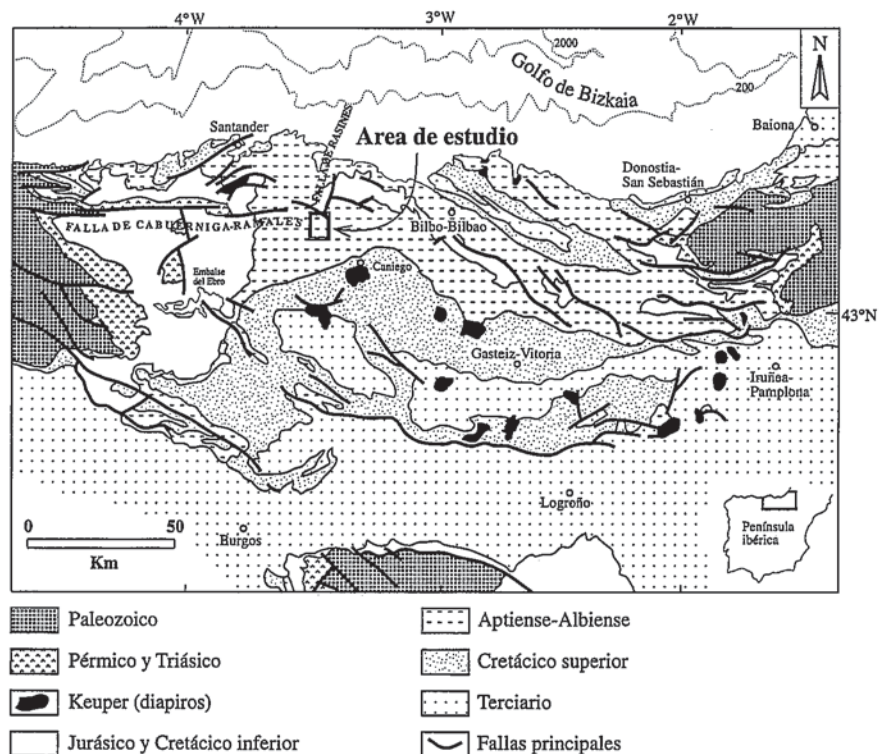 4°W
3°W
2°W
N
2000
200
Golfo de Bizkaia
Baiona
Santander
FALLA DE RASINES
Area de estudio
Donostia-
San Sebastián
FALLA DE CABUERNIGA-RAMALES
Bilbo-Bilbao
Embalse
del Ebro
Cuniego
43°N
Gasteiz-Vitoria
Iruñea-
Pamplona
0
50
Km
Burgos
Logroño
Península
ibérica
Paleozoico
Pérmico y Triásico
Keuper (diapiros)
Jurásico y Cretácico inferior
Aptiense-Albiense
Cretácico superior
Terciario
Fallas principales